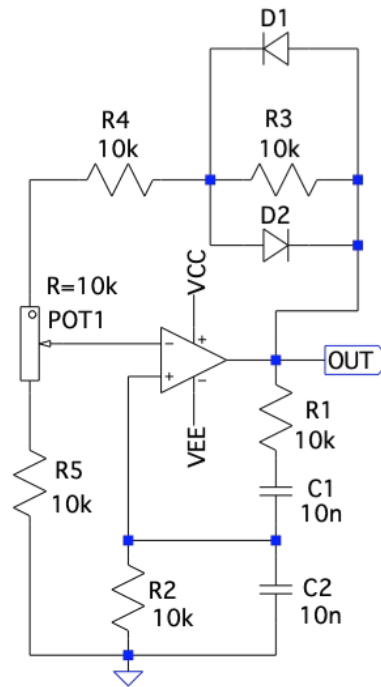 D1
R4
10k
R3
10k
D2
R=10k
POT1
VCC
−
+
+
−
VEE
OUT
R1
10k
R5
10k
C1
10n
R2
10k
C2
10n